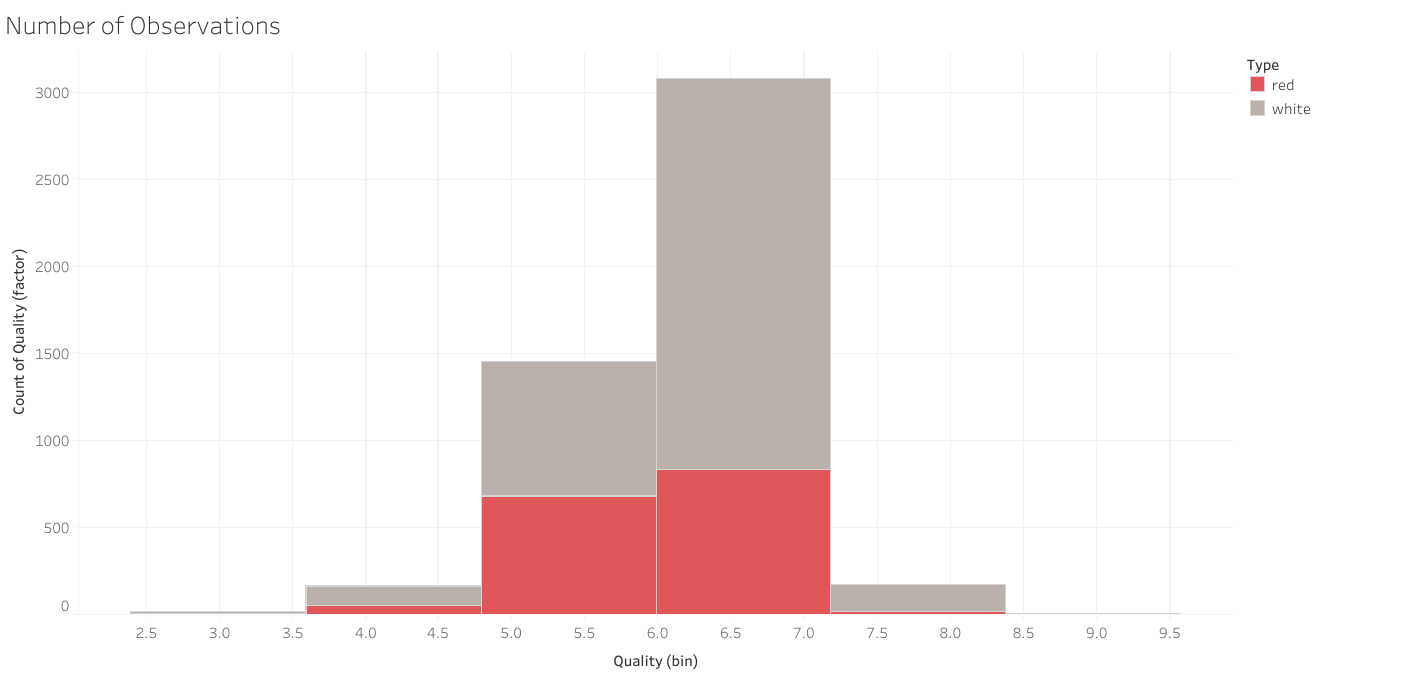 Number of Observations
Type
red
white
Count of Quality (factor)
3000
2500
2000
1500
1000
500
0
2.5 3.0 3.5 4.0 4.5 5.0 5.5 6.0 6.5 7.0 7.5 8.0 8.5 9.0 9.5
Quality (bin)